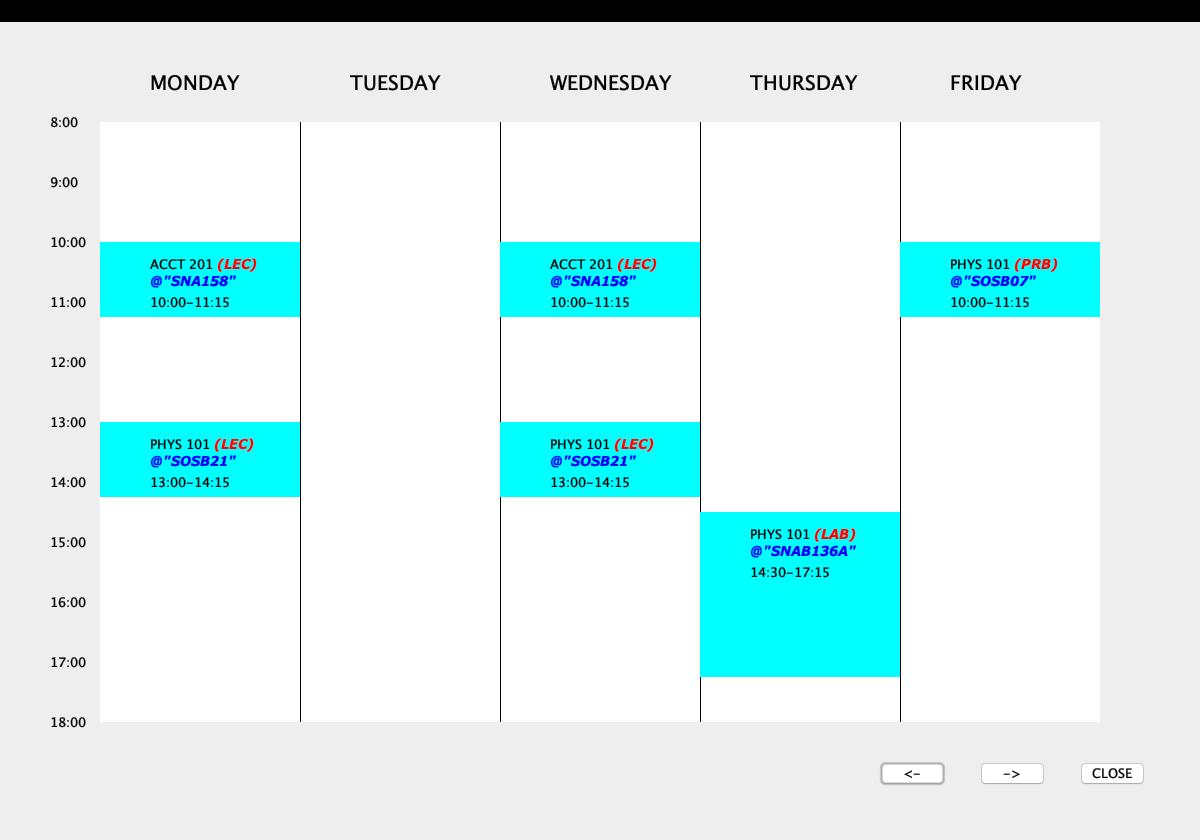 MONDAY TUESDAY WEDNESDAY THURSDAY FRIDAY
8:00
9:00
10:00
ACCT 201 (LEC) ACCT 201 (LEC) PHYS 101 (PRB)
@"SNA158" @"SNA158" @"SOSB07"
11:00 10:00–11:15 10:00–11:15 10:00–11:15
12:00
13:00
PHYS 101 (LEC) PHYS 101 (LEC)
@"SOSB21" @"SOSB21"
14:00 13:00–14:15 13:00–14:15
PHYS 101 (LAB)
15:00 @"SNAB136A"
14:30–17:15
16:00
17:00
18:00
<- -> CLOSE